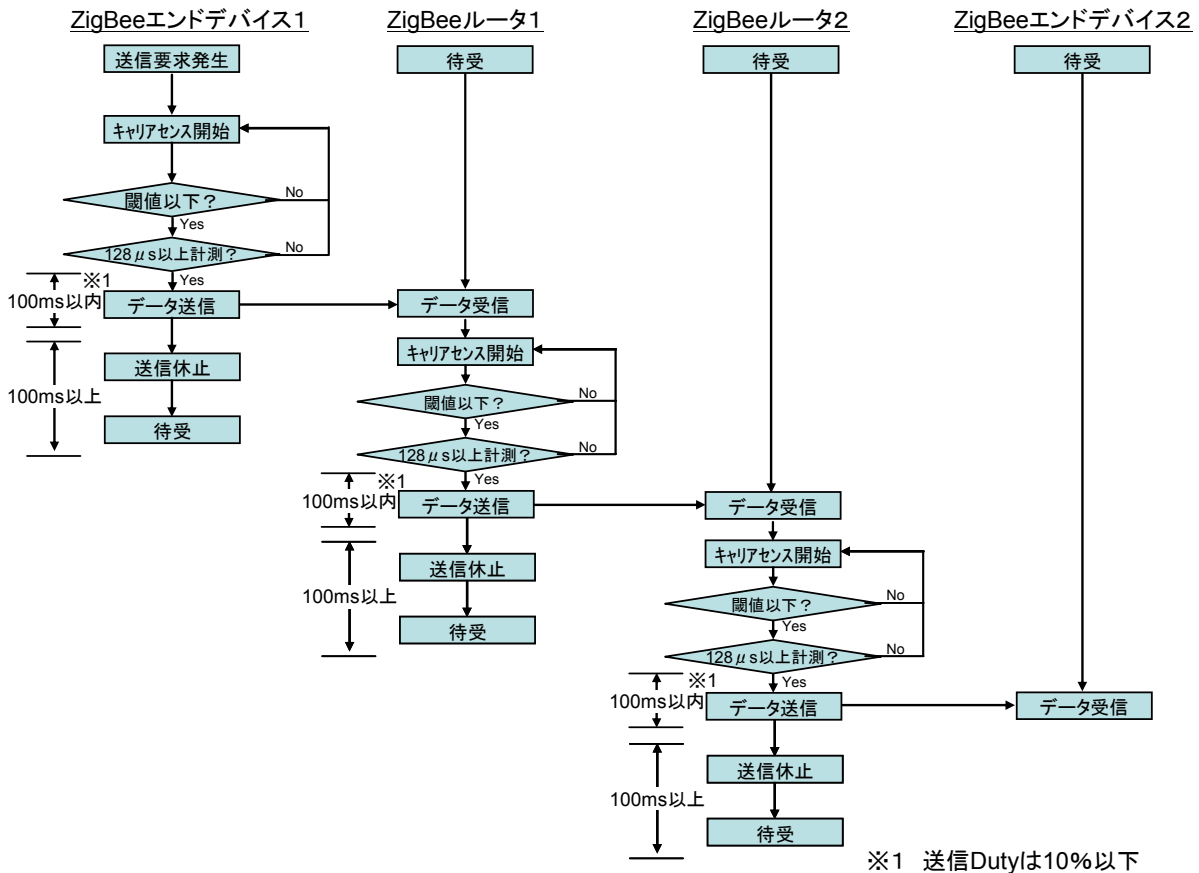 ZigBeeエンドデバイス1
ZigBeeルータ1
ZigBeeルータ2
ZigBeeエンドデバイス2
送信要求発生
待受
待受
待受
キャリアセンス開始
閾値以下?
No
Yes
128μs以上計測?
No
Yes
※1
100ms以内
データ送信
データ受信
送信休止
100ms以上
待受
キャリアセンス開始
閾値以下?
No
Yes
128μs以上計測?
No
Yes
※1
100ms以内
データ送信
データ受信
送信休止
100ms以上
待受
キャリアセンス開始
閾値以下?
No
Yes
128μs以上計測?
No
Yes
※1
100ms以内
データ送信
データ受信
送信休止
100ms以上
待受
※1 送信Dutyは10%以下